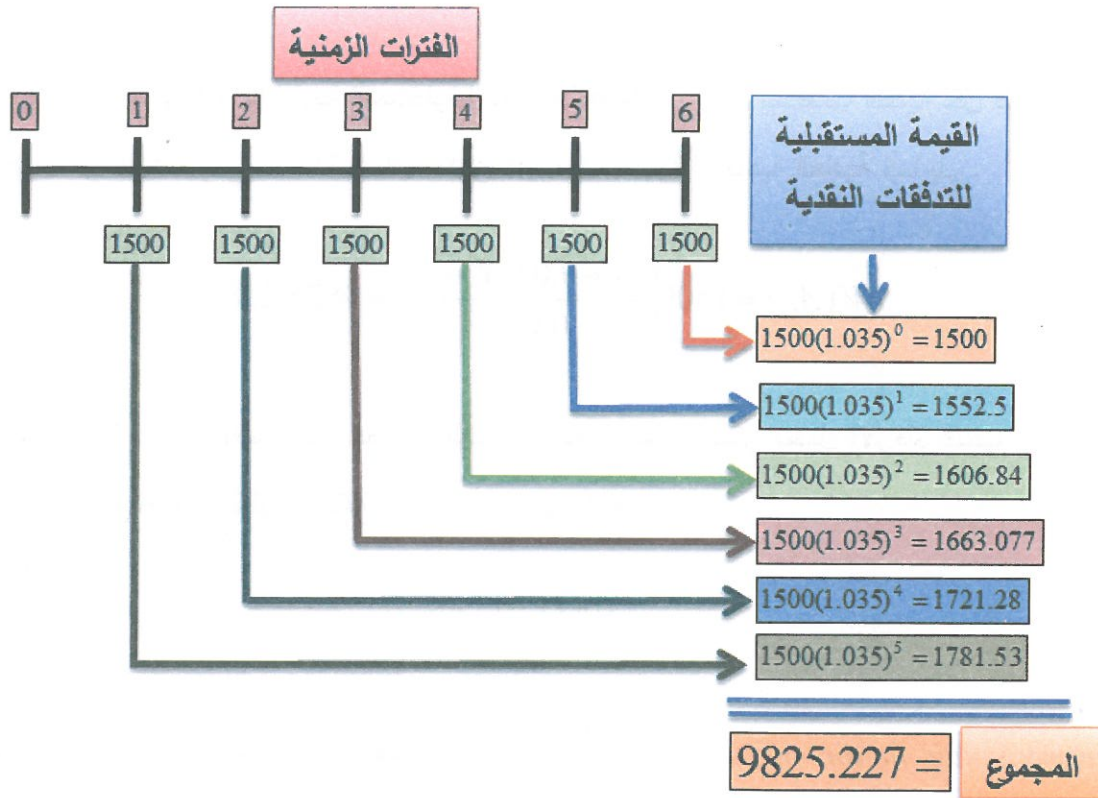 الفترات الزمنية
0 1 2 3 4 5 6
القيمة المستقبلية
للتدفقات النقدية
1500 1500 1500 1500 1500 1500
1500(1.035)^0 = 1500
1500(1.035)^1 = 1552.5
1500(1.035)^2 = 1606.84
1500(1.035)^3 = 1663.077
1500(1.035)^4 = 1721.28
1500(1.035)^5 = 1781.53
9825.227 = المجموع